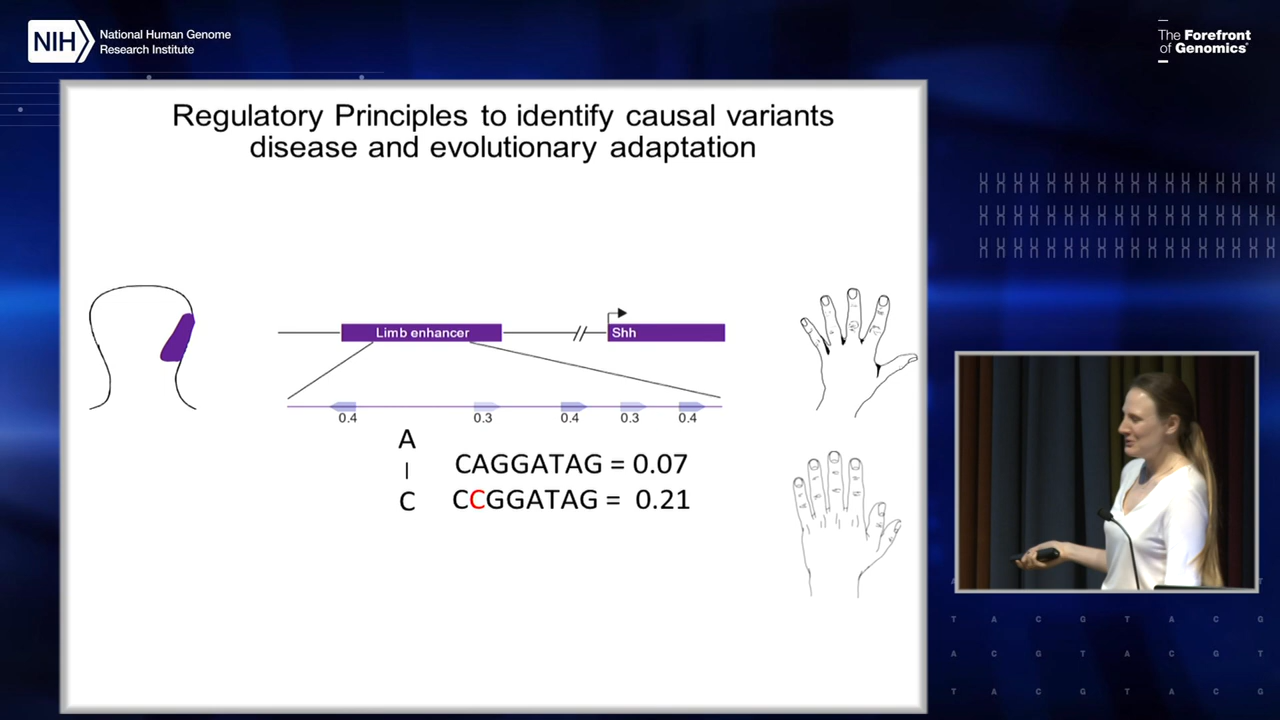 NIH
National Human Genome
Research Institute
The Forefront
of Genomics®
Regulatory Principles to identify causal variants
disease and evolutionary adaptation
Limb enhancer
Shh
0.4
0.3
0.4
0.3
0.4
A
C
CAGGATAG = 0.07
CCGGATAG = 0.21
T A C G T A C G
A C G T A C G T
T A C G T A C G